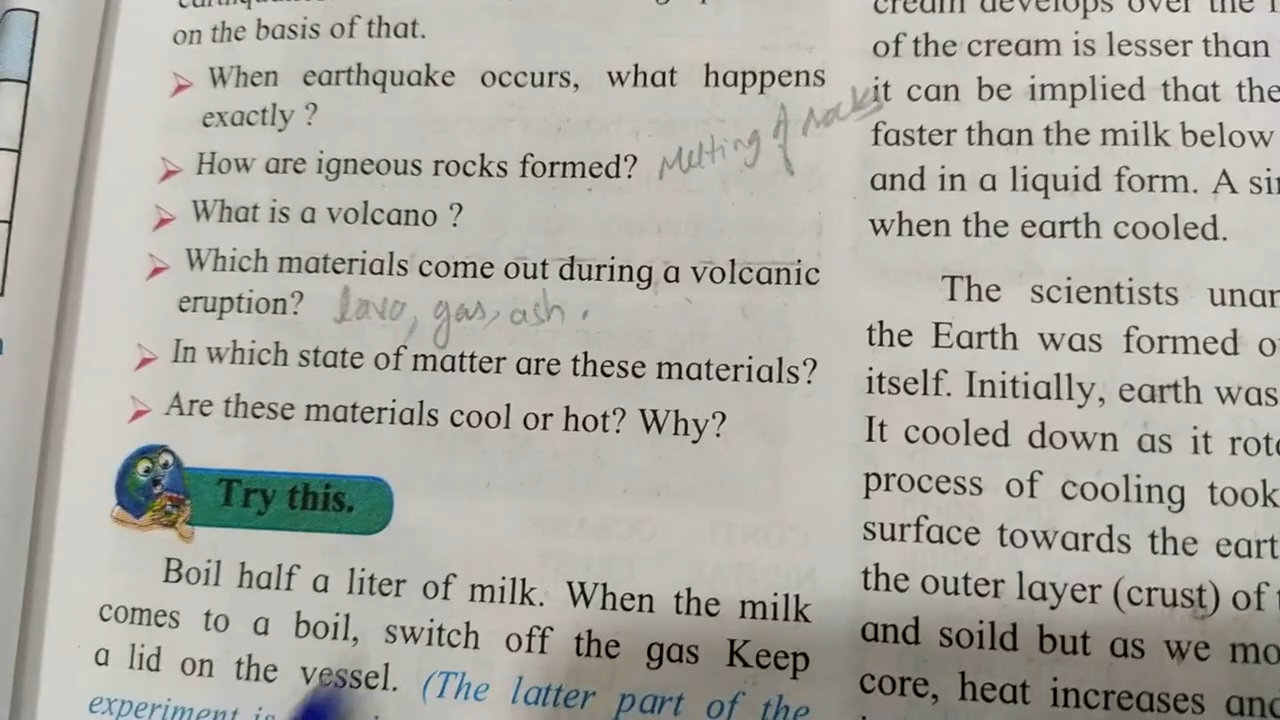 on the basis of that.
➢ When earthquake occurs, what happens
exactly ?
➢ How are igneous rocks formed? Melting of rocks
➢ What is a volcano ?
➢ Which materials come out during a volcanic
eruption? lava, gas, ash.
➢ In which state of matter are these materials?
➢ Are these materials cool or hot? Why?
Try this.
Boil half a liter of milk. When the milk
comes to a boil, switch off the gas Keep
a lid on the vessel. (The latter part of the
experiment is
cream develops over the
of the cream is lesser than
it can be implied that the
faster than the milk below
and in a liquid form. A
when the earth cooled.
The scientists
the Earth was formed
itself. Initially, earth was
It cooled down as it
process of cooling took
surface towards the
the outer layer (crust) of
and soild but as we
core, heat increases